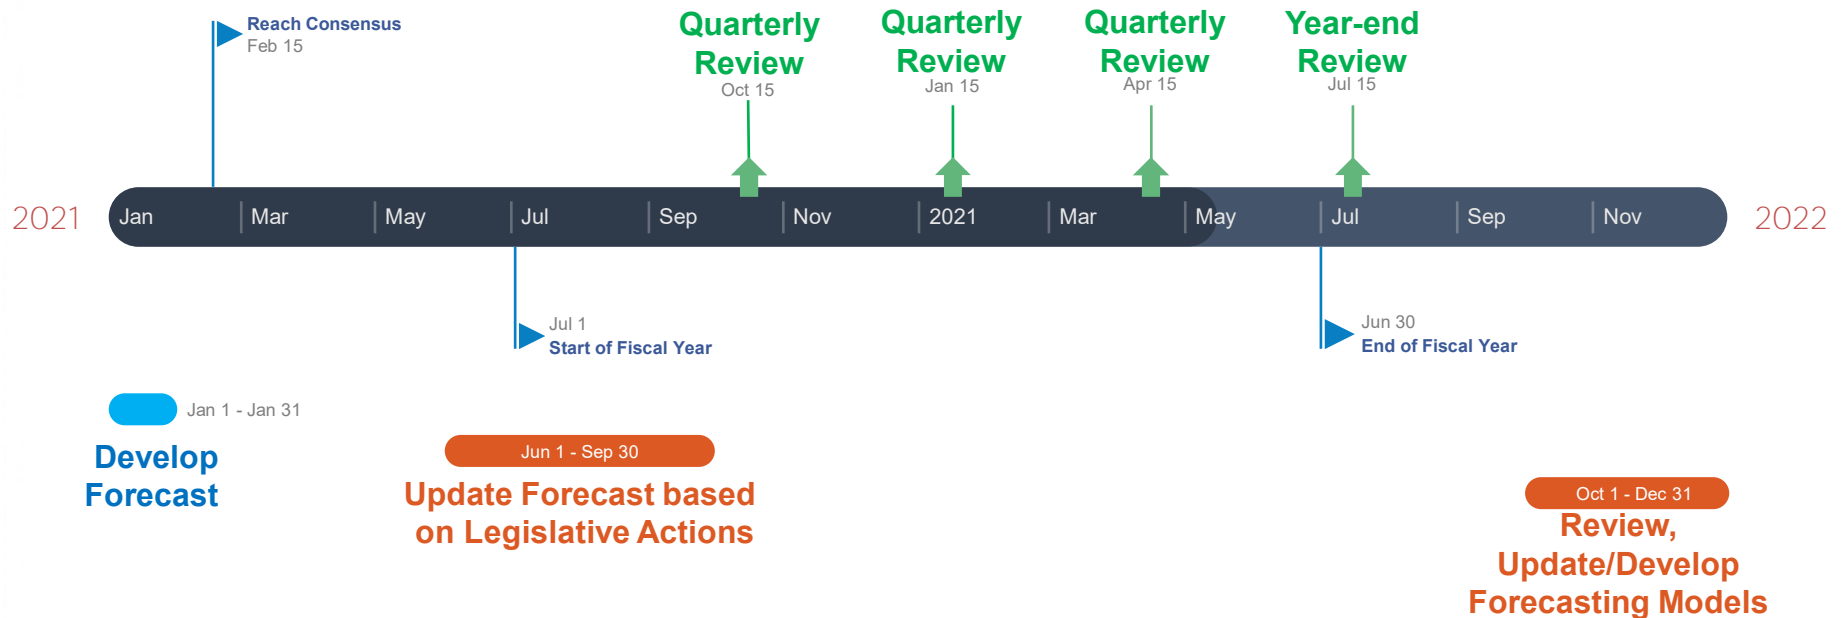 Reach Consensus
Feb 15
Quarterly
Review
Oct 15
Quarterly
Review
Jan 15
Quarterly
Review
Apr 15
Year-end
Review
Jul 15
2021
Jan
Mar
May
Jul
Sep
Nov
2021
Mar
May
Jul
Sep
Nov
2022
Jul 1
Start of Fiscal Year
Jun 30
End of Fiscal Year
Jan 1 - Jan 31
Develop
Forecast
Jun 1 - Sep 30
Update Forecast based
on Legislative Actions
Oct 1 - Dec 31
Review,
Update/Develop
Forecasting Models